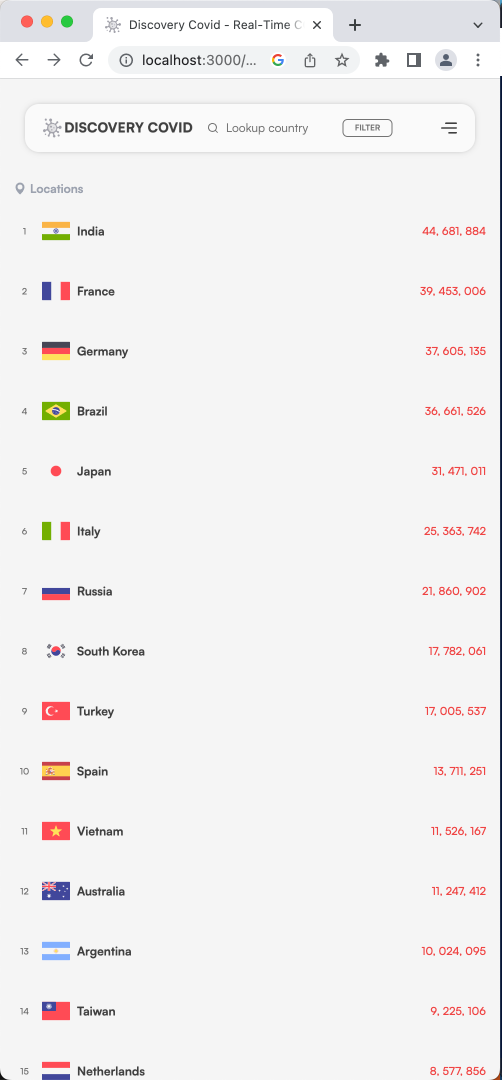 Discovery Covid - Real-Time C
localhost:3000/...
DISCOVERY COVID
Lookup country
FILTER
Locations
1 India 44, 681, 884
2 France 39, 453, 006
3 Germany 37, 605, 135
4 Brazil 36, 661, 526
5 Japan 31, 471, 011
6 Italy 25, 363, 742
7 Russia 21, 860, 902
8 South Korea 17, 782, 061
9 Turkey 17, 005, 537
10 Spain 13, 711, 251
11 Vietnam 11, 526, 167
12 Australia 11, 247, 412
13 Argentina 10, 024, 095
14 Taiwan 9, 225, 106
15 Netherlands 8, 577, 856